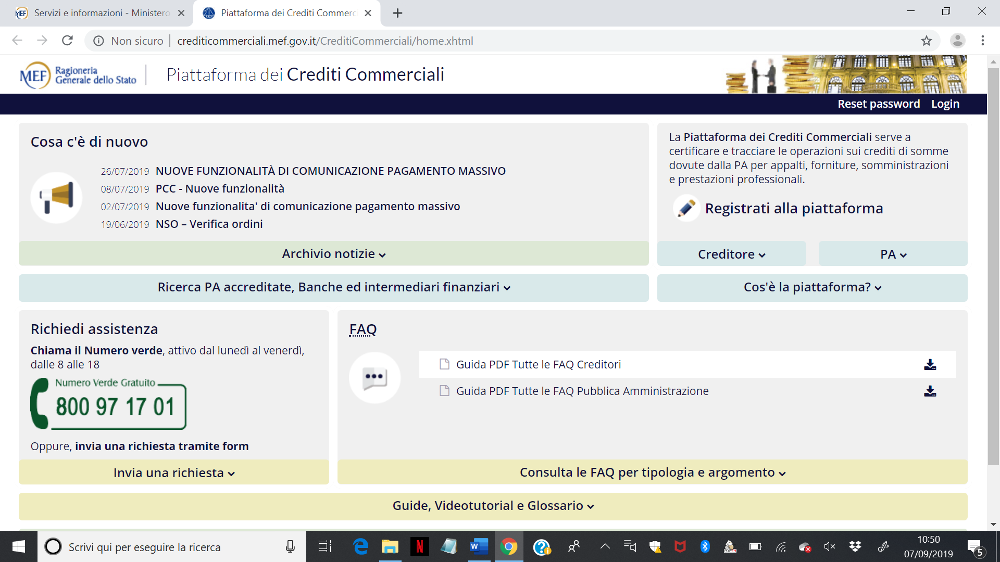 Servizi e informazioni - Ministero
Piattaforma dei Crediti Commerc
Non sicuro
crediticommerciali.mef.gov.it/CreditiCommerciali/home.xhtml
MEF Ragioneria
Generale dello Stato
Piattaforma dei Crediti Commerciali
Reset password Login
Cosa c'è di nuovo
26/07/2019 NUOVE FUNZIONALITÀ DI COMUNICAZIONE PAGAMENTO MASSIVO
08/07/2019 PCC - Nuove funzionalità
02/07/2019 Nuove funzionalita' di comunicazione pagamento massivo
19/06/2019 NSO – Verifica ordini
Archivio notizie
La Piattaforma dei Crediti Commerciali serve a
certificare e tracciare le operazioni sui crediti di somme
dovute dalla PA per appalti, forniture, somministrazioni
e prestazioni professionali.
Registrati alla piattaforma
Creditore
PA
Ricerca PA accreditate, Banche ed intermediari finanziari
Cos'è la piattaforma?
Richiedi assistenza
Chiama il Numero verde, attivo dal lunedì al venerdì,
dalle 8 alle 18
Numero Verde Gratuito
800 97 17 01
Oppure, invia una richiesta tramite form
Invia una richiesta
FAQ
Guida PDF Tutte le FAQ Creditori
Guida PDF Tutte le FAQ Pubblica Amministrazione
Consulta le FAQ per tipologia e argomento
Guide, Videotutorial e Glossario
Scrivi qui per eseguire la ricerca
10:50
07/09/2019
5